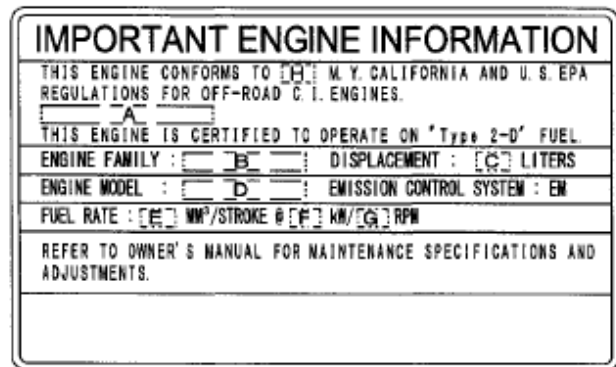 IMPORTANT ENGINE INFORMATION
THIS ENGINE CONFORMS TO H M.Y. CALIFORNIA AND U.S. EPA
REGULATIONS FOR OFF-ROAD C.I. ENGINES.
A
THIS ENGINE IS CERTIFIED TO OPERATE ON "Type 2-D" FUEL.
ENGINE FAMILY : B DISPLACEMENT : C LITERS
ENGINE MODEL : D EMISSION CONTROL SYSTEM : EM
FUEL RATE : E MM³/STROKE @ F kW/ G RPM
REFER TO OWNER'S MANUAL FOR MAINTENANCE SPECIFICATIONS AND
ADJUSTMENTS.